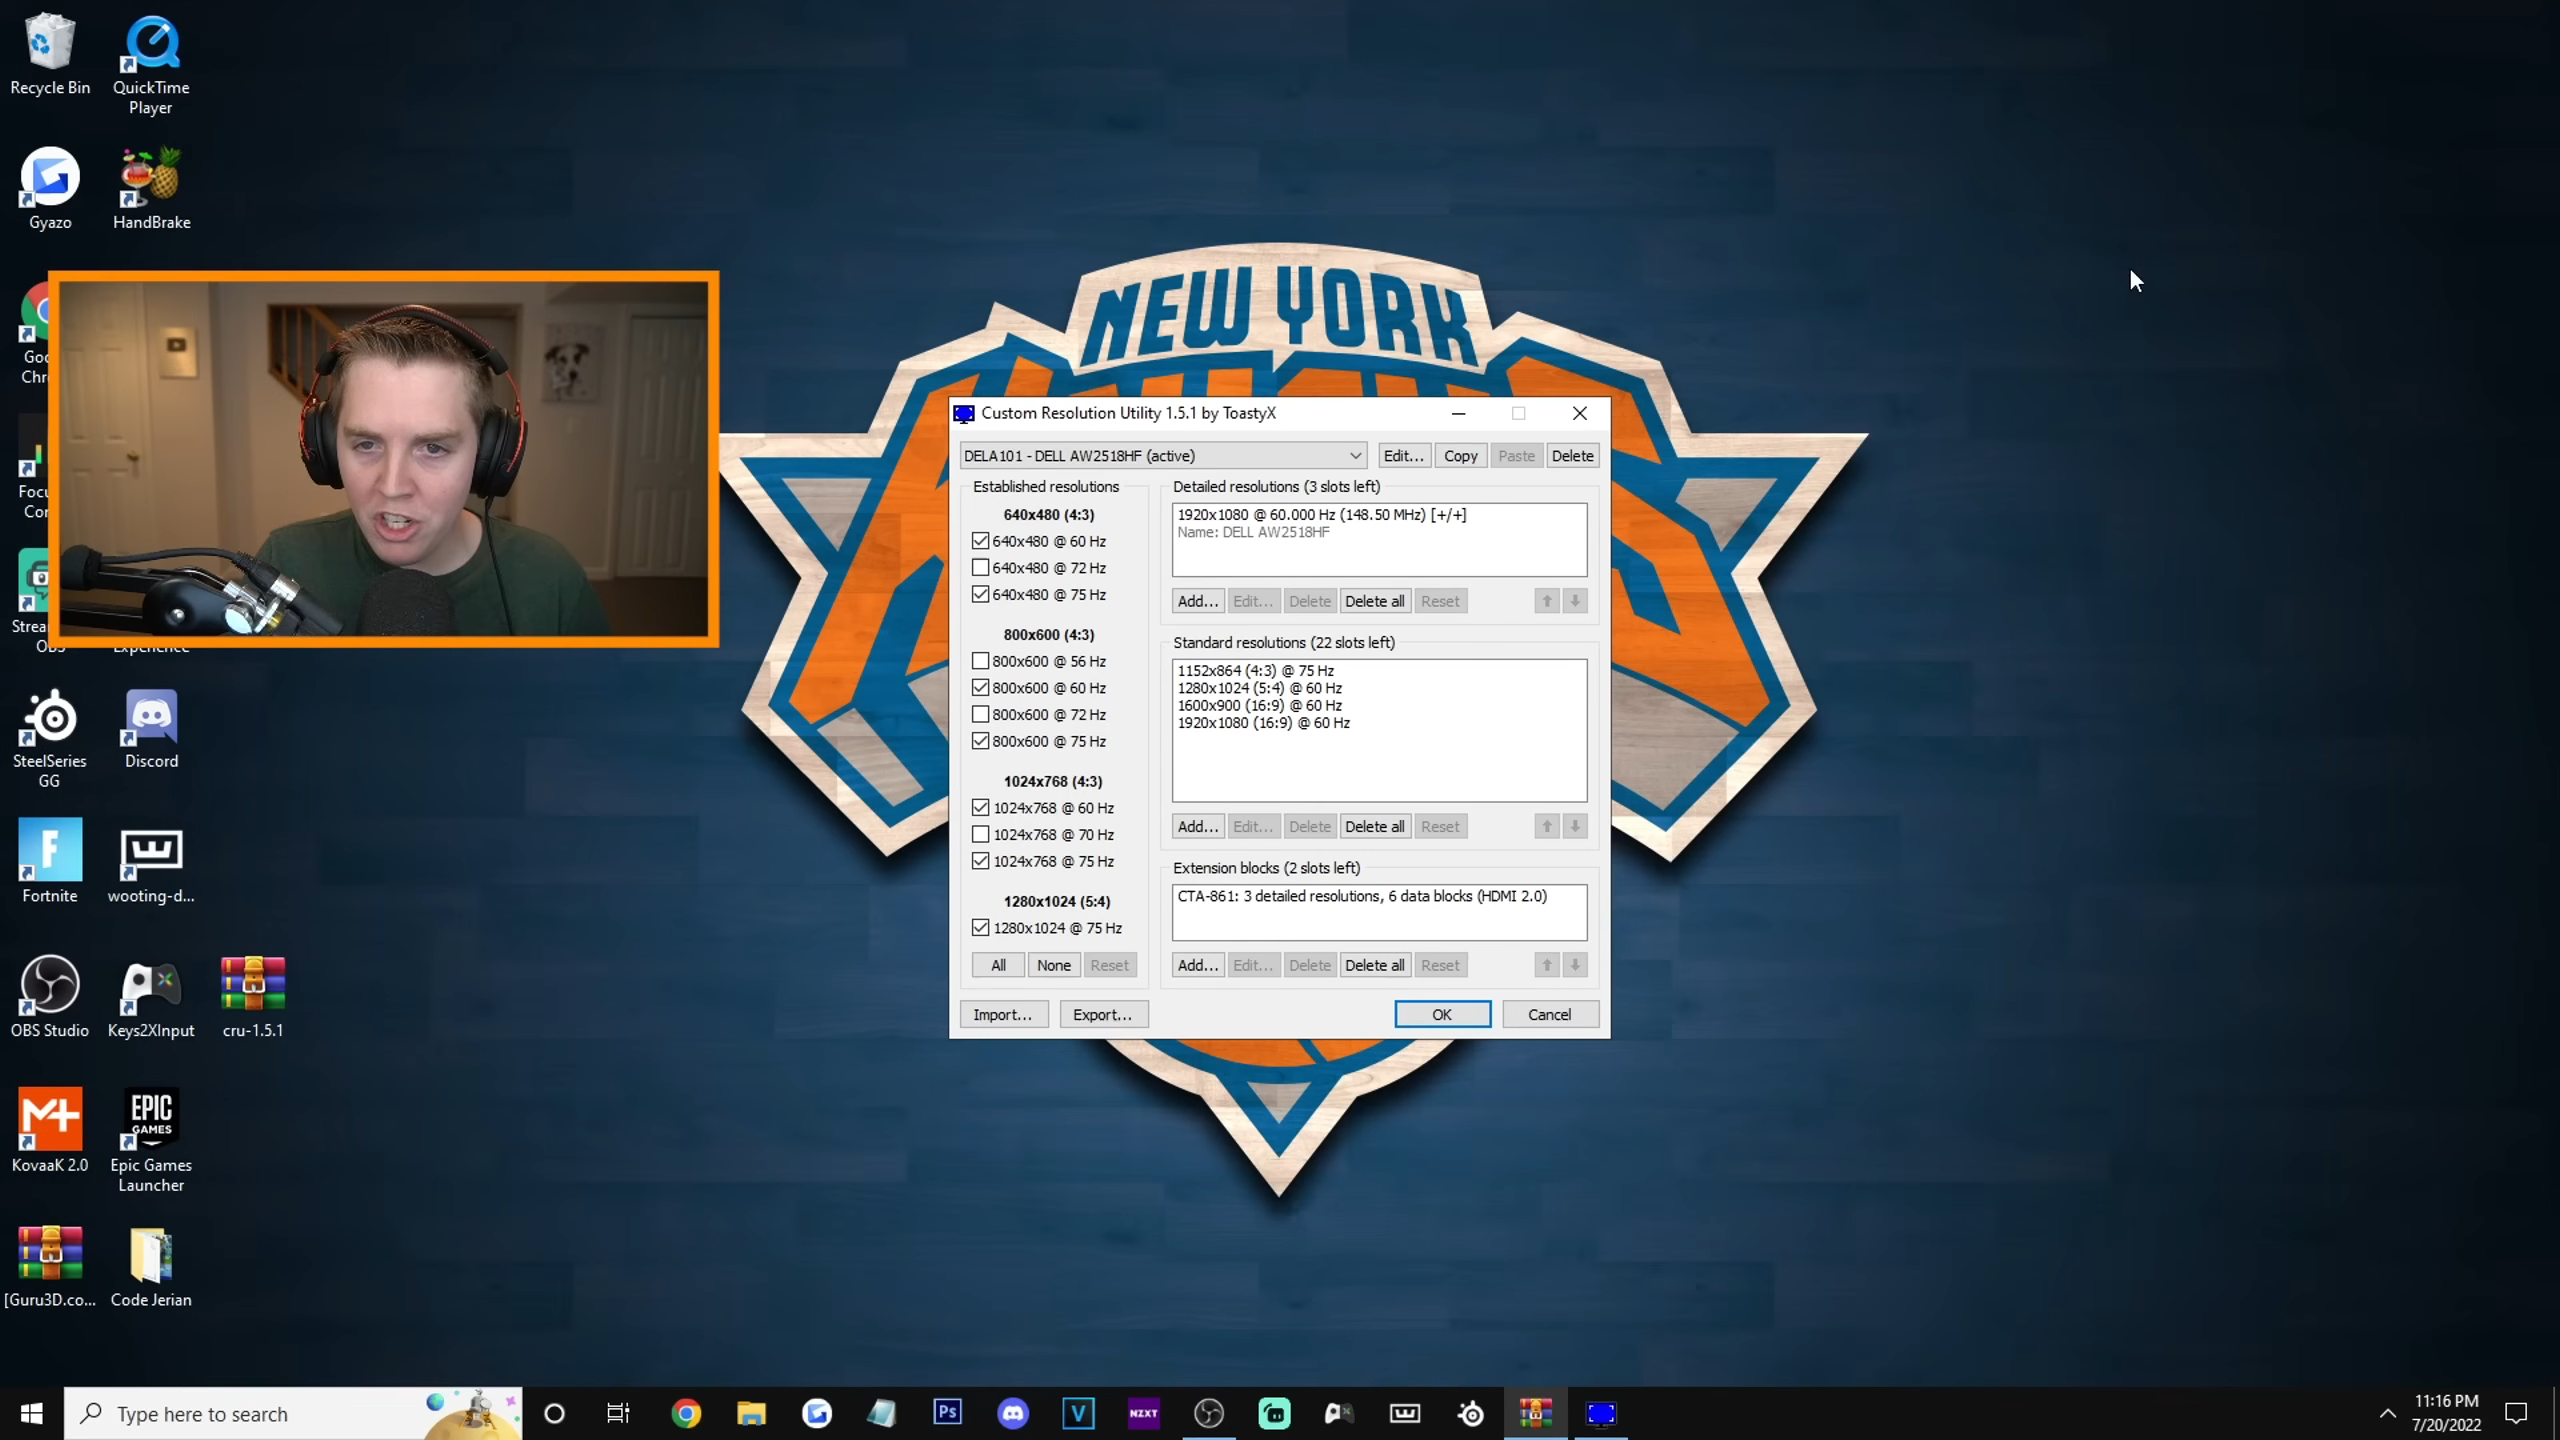 Recycle Bin
QuickTime
Player
Gyazo
HandBrake
Goo
Chr
Focu
Con
Strea
OBS
Experience
SteelSeries
GG
Discord
Fortnite
wooting-d...
OBS Studio
Keys2XInput
cru-1.5.1
KovaaK 2.0
EPIC
GAMES
Epic Games
Launcher
[Guru3D.co...
Code Jerian
NEW YORK
Custom Resolution Utility 1.5.1 by ToastyX
DELA101 - DELL AW2518HF (active)
Edit...
Copy
Paste
Delete
Established resolutions
640x480 (4:3)
640x480 @ 60 Hz
640x480 @ 72 Hz
640x480 @ 75 Hz
800x600 (4:3)
800x600 @ 56 Hz
800x600 @ 60 Hz
800x600 @ 72 Hz
800x600 @ 75 Hz
1024x768 (4:3)
1024x768 @ 60 Hz
1024x768 @ 70 Hz
1024x768 @ 75 Hz
1280x1024 (5:4)
1280x1024 @ 75 Hz
All
None
Reset
Detailed resolutions (3 slots left)
1920x1080 @ 60.000 Hz (148.50 MHz) [+/+]
Name: DELL AW2518HF
Add...
Edit...
Delete
Delete all
Reset
Standard resolutions (22 slots left)
1152x864 (4:3) @ 75 Hz
1280x1024 (5:4) @ 60 Hz
1600x900 (16:9) @ 60 Hz
1920x1080 (16:9) @ 60 Hz
Add...
Edit...
Delete
Delete all
Reset
Extension blocks (2 slots left)
CTA-861: 3 detailed resolutions, 6 data blocks (HDMI 2.0)
Add...
Edit...
Delete
Delete all
Reset
Import...
Export...
OK
Cancel
Type here to search
Ps
V
NZXT
11:16 PM
7/20/2022